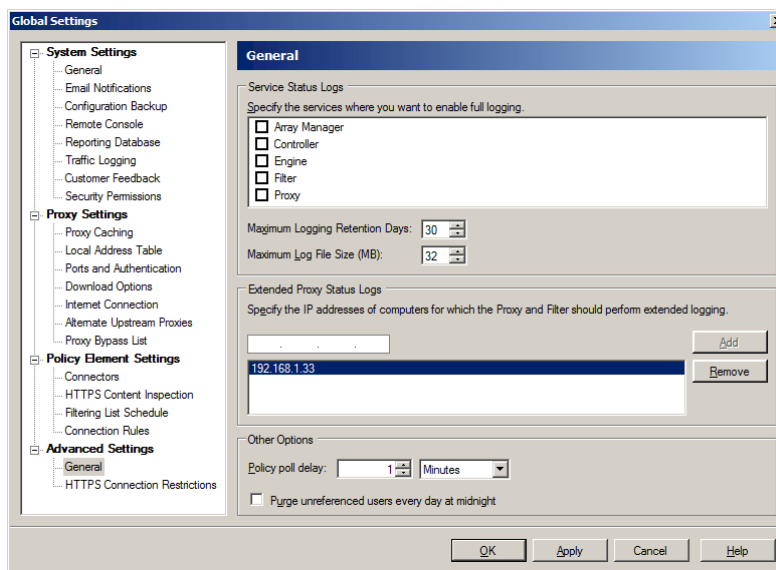 Global Settings
System Settings
General
Email Notifications
Configuration Backup
Remote Console
Reporting Database
Traffic Logging
Customer Feedback
Security Permissions
Proxy Settings
Proxy Caching
Local Address Table
Ports and Authentication
Download Options
Internet Connection
Alternate Upstream Proxies
Proxy Bypass List
Policy Element Settings
Connectors
HTTPS Content Inspection
Filtering List Schedule
Connection Rules
Advanced Settings
General
HTTPS Connection Restrictions
General
Service Status Logs
Specify the services where you want to enable full logging.
Array Manager
Controller
Engine
Filter
Proxy
Maximum Logging Retention Days: 30
Maximum Log File Size (MB): 32
Extended Proxy Status Logs
Specify the IP addresses of computers for which the Proxy and Filter should perform extended logging.
. . .
Add
192.168.1.33
Remove
Other Options
Policy poll delay: 1 Minutes
Purge unreferenced users every day at midnight
OK Apply Cancel Help